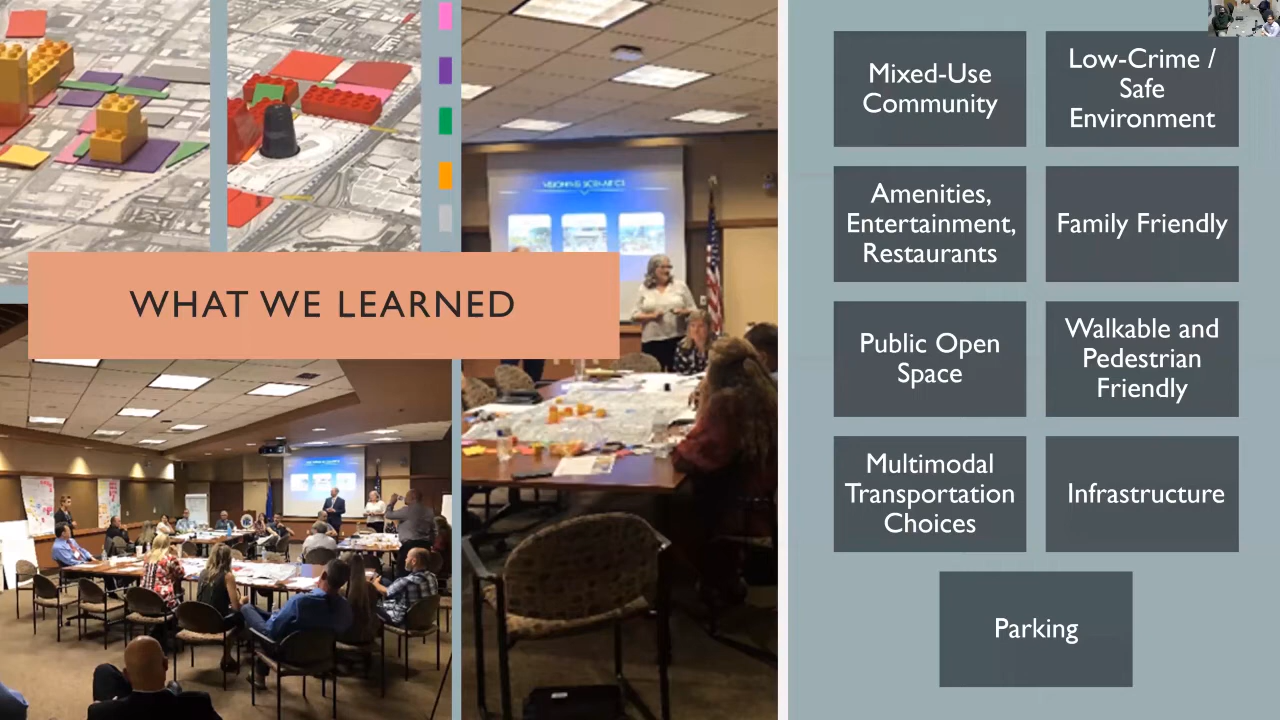 WHAT WE LEARNED
Mixed-Use
Community
Low-Crime /
Safe
Environment
Amenities,
Entertainment,
Restaurants
Family Friendly
Public Open
Space
Walkable and
Pedestrian
Friendly
Multimodal
Transportation
Choices
Infrastructure
Parking